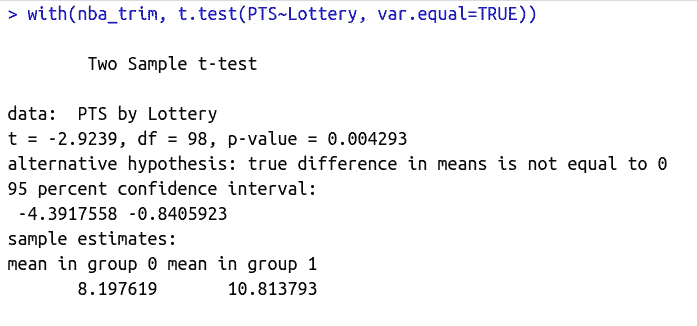 > with(nba_trim, t.test(PTS~Lottery, var.equal=TRUE))
Two Sample t-test
data:  PTS by Lottery
t = -2.9239, df = 98, p-value = 0.004293
alternative hypothesis: true difference in means is not equal to 0
95 percent confidence interval:
-4.3917558 -0.8405923
sample estimates:
mean in group 0 mean in group 1
8.197619       10.813793